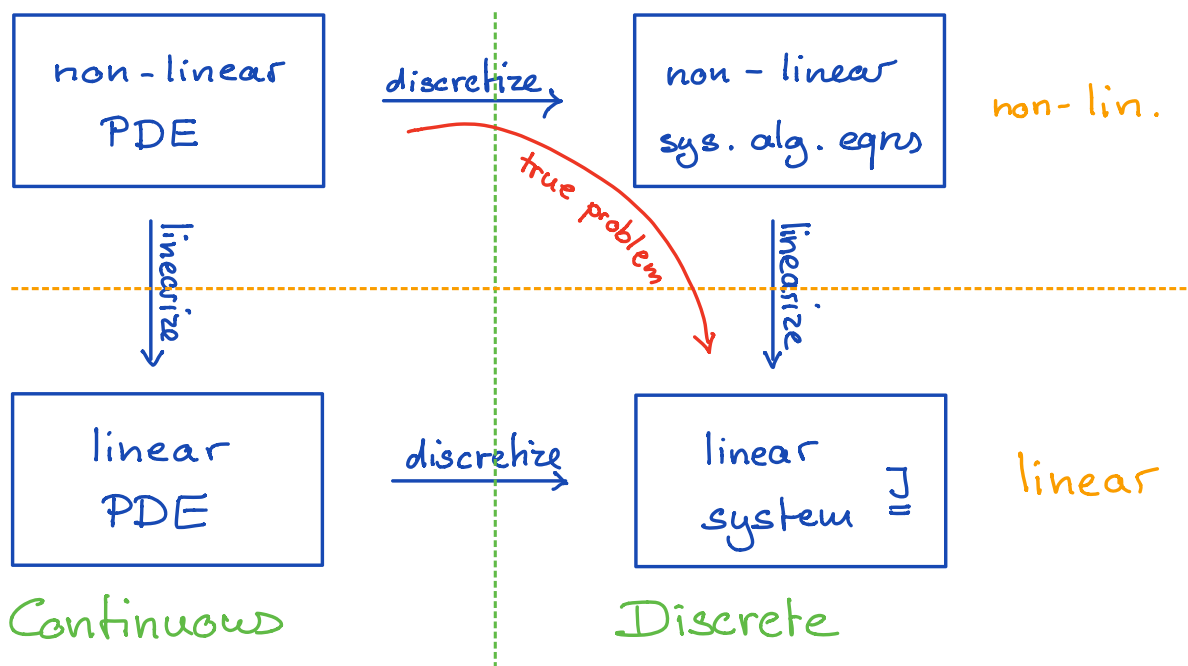 non-linear
PDE
discretize
non-linear
sys. alg. eqns
non-lin.
true problem
linearize
linearize
linear
PDE
discretize
linear
system J
linear
Continuous
Discrete